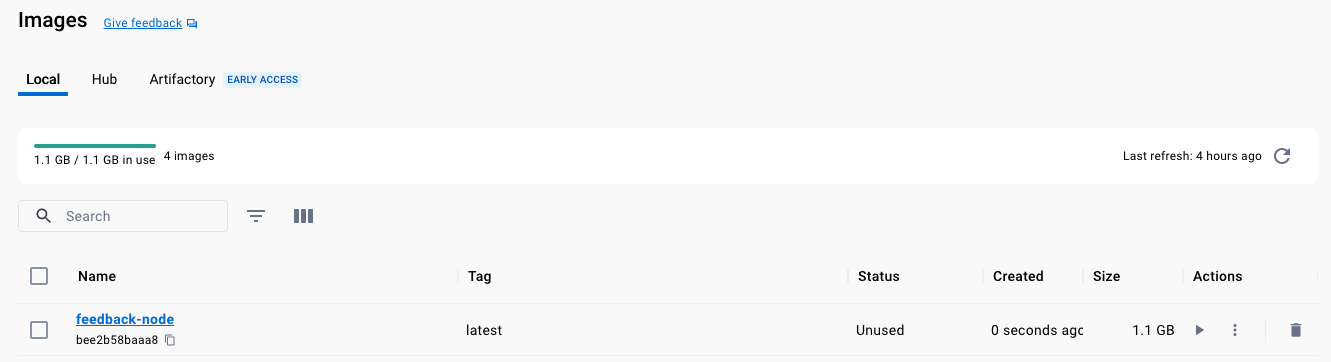 Images Give feedback
Local Hub Artifactory EARLY ACCESS
1.1 GB / 1.1 GB in use 4 images Last refresh: 4 hours ago
Search
Name Tag Status Created Size Actions
feedback-node
bee2b58baaa8
latest Unused 0 seconds ago 1.1 GB